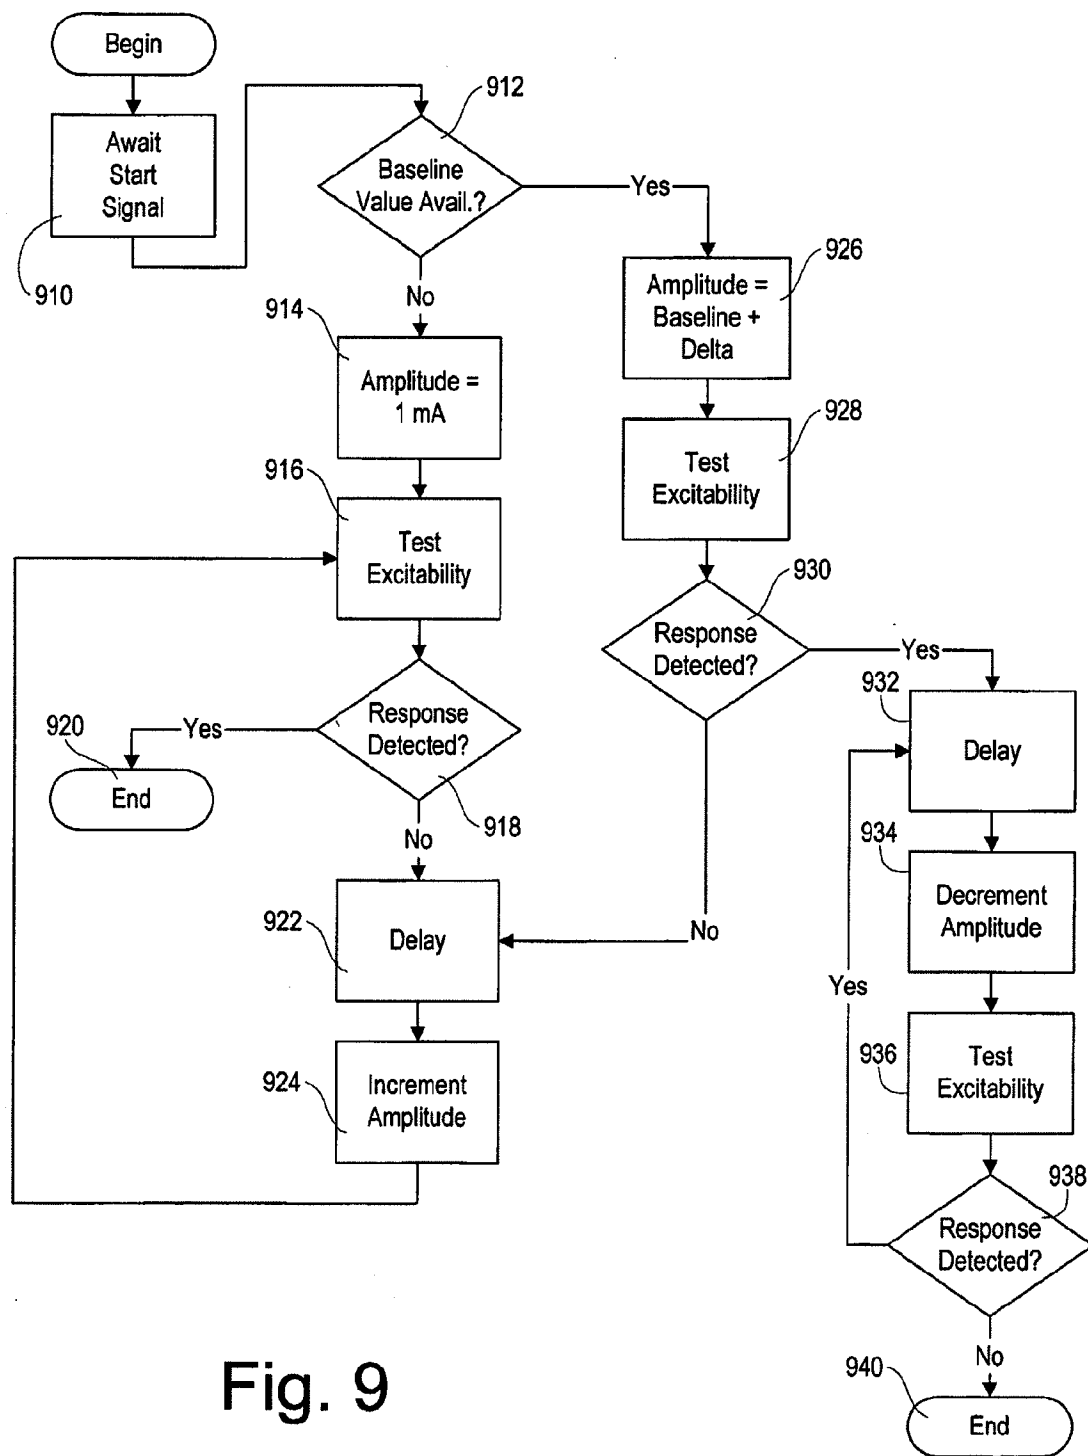 Begin
Await
Start
Signal
910
912
Baseline
Value Avail.?
Yes
No
914
Amplitude =
1 mA
916
Test
Excitability
Response
Detected?
918
Yes
920
End
No
922
Delay
924
Increment
Amplitude
926
Amplitude =
Baseline +
Delta
928
Test
Excitability
930
Response
Detected?
Yes
No
932
Delay
934
Decrement
Amplitude
936
Test
Excitability
938
Response
Detected?
Yes
No
940
End
Fig. 9